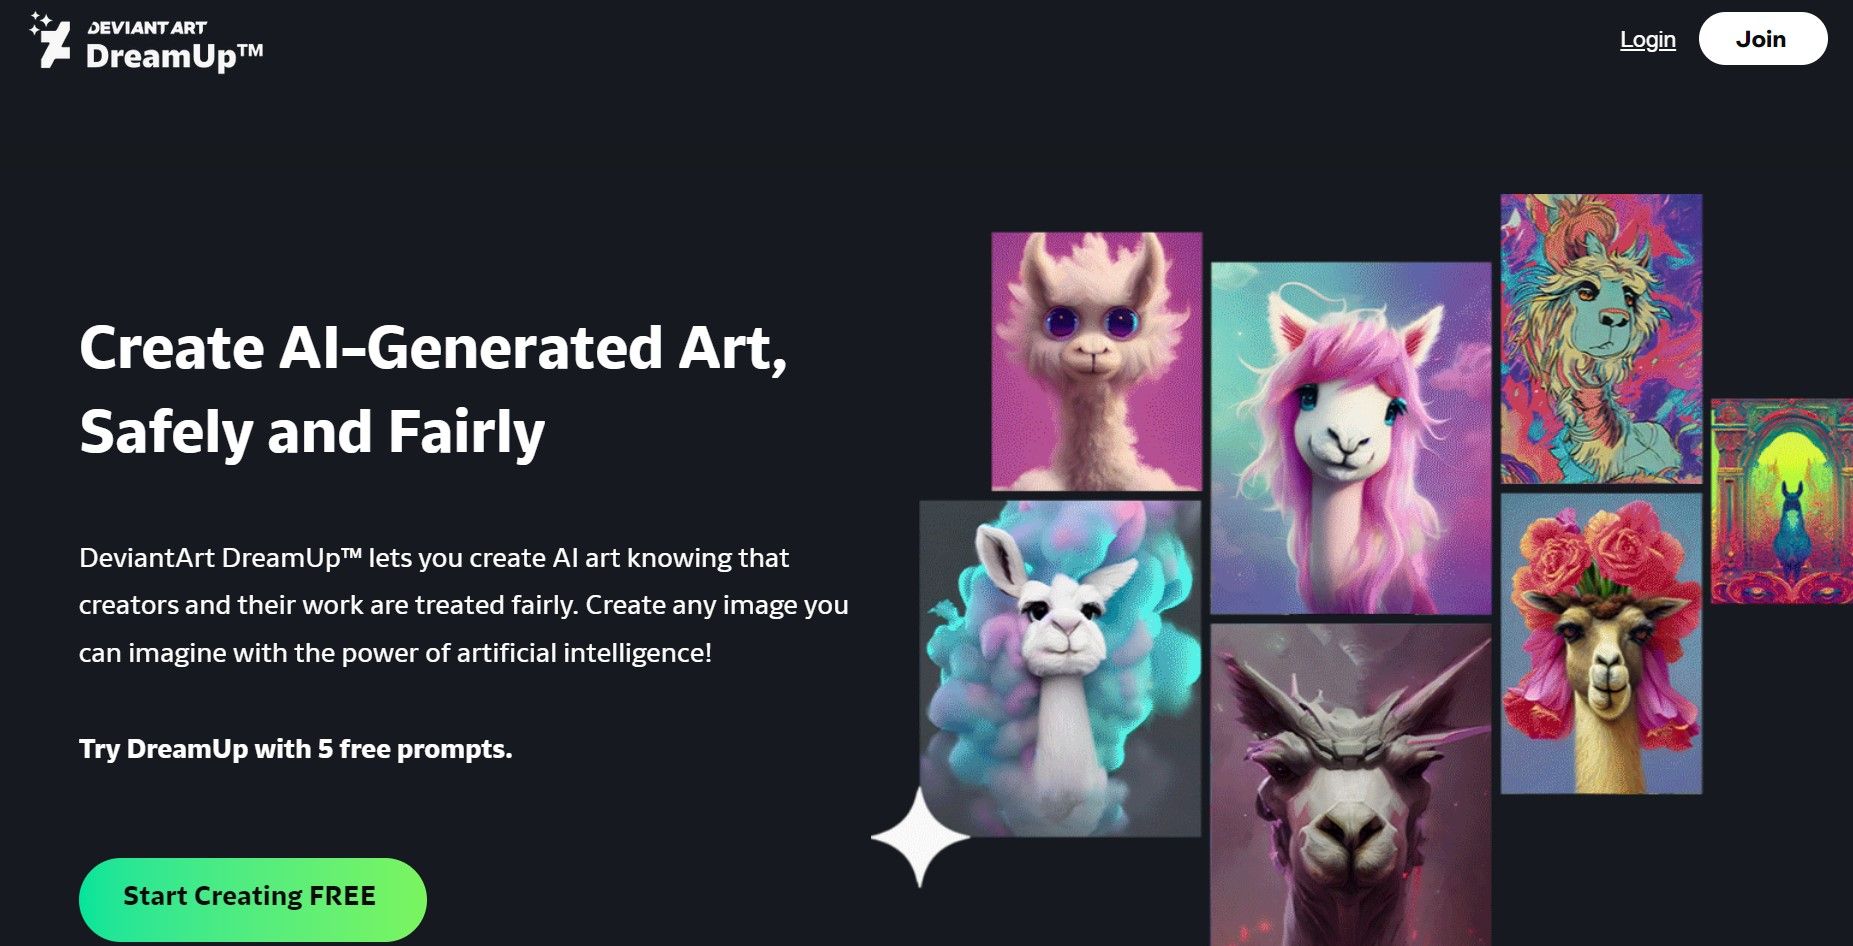 DEVIANT ART
DreamUp™
Login
Join
Create AI-Generated Art,
Safely and Fairly
DeviantArt DreamUp™ lets you create AI art knowing that
creators and their work are treated fairly. Create any image you
can imagine with the power of artificial intelligence!
Try DreamUp with 5 free prompts.
Start Creating FREE